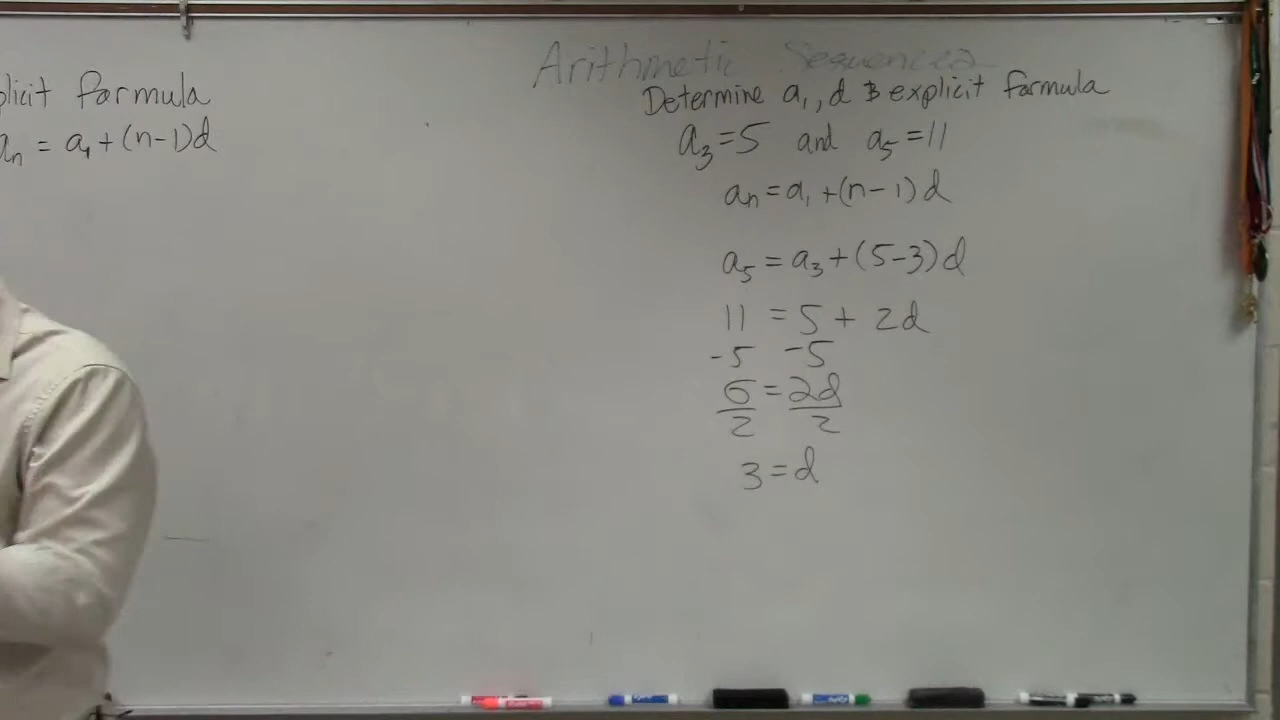 plicit formula
an = a1 + (n-1)d
Arithmetic Sequences
Determine a1, d & explicit formula
a3 = 5 and a5 = 11
an = a1 + (n-1)d
a5 = a3 + (5-3)d
11 = 5 + 2d
-5 -5
6 = 2d
2 2
3 = d